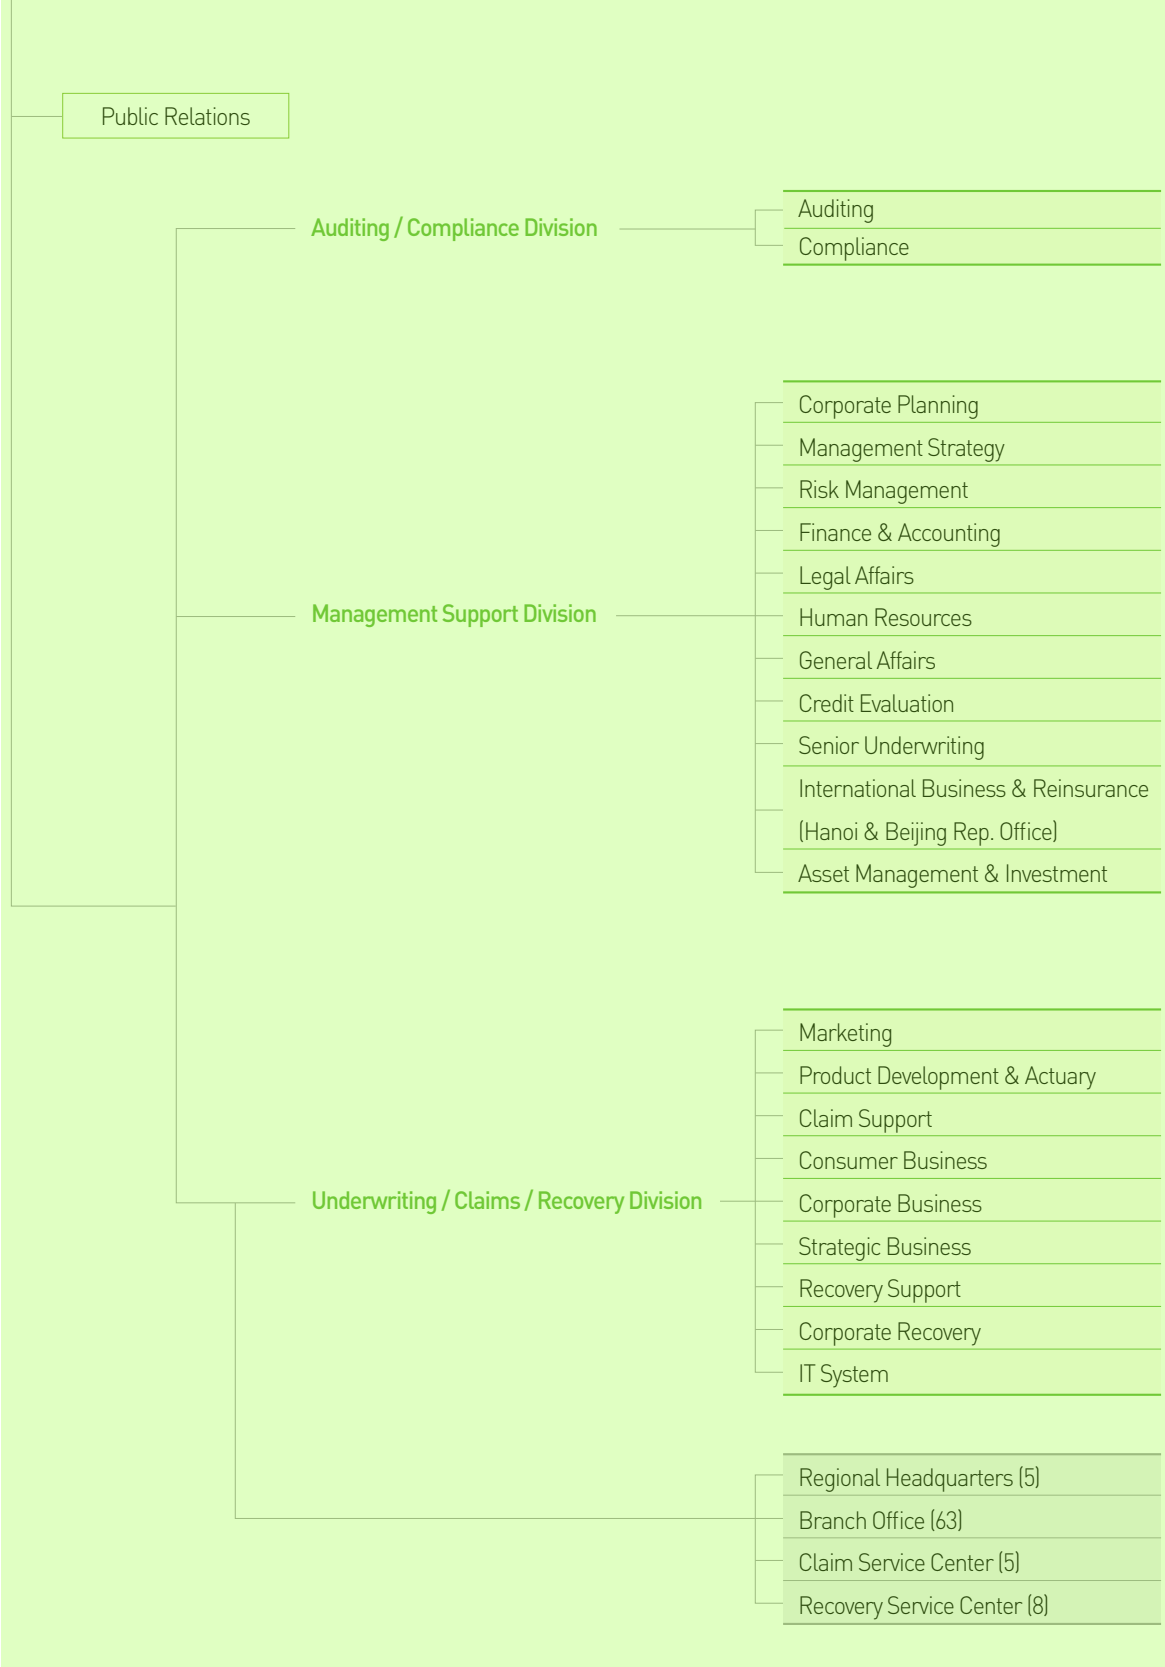 Public Relations
Auditing / Compliance Division
Auditing
Compliance
Management Support Division
Corporate Planning
Management Strategy
Risk Management
Finance & Accounting
Legal Affairs
Human Resources
General Affairs
Credit Evaluation
Senior Underwriting
International Business & Reinsurance
(Hanoi & Beijing Rep. Office)
Asset Management & Investment
Underwriting / Claims / Recovery Division
Marketing
Product Development & Actuary
Claim Support
Consumer Business
Corporate Business
Strategic Business
Recovery Support
Corporate Recovery
IT System
Regional Headquarters (5)
Branch Office (63)
Claim Service Center (5)
Recovery Service Center (8)